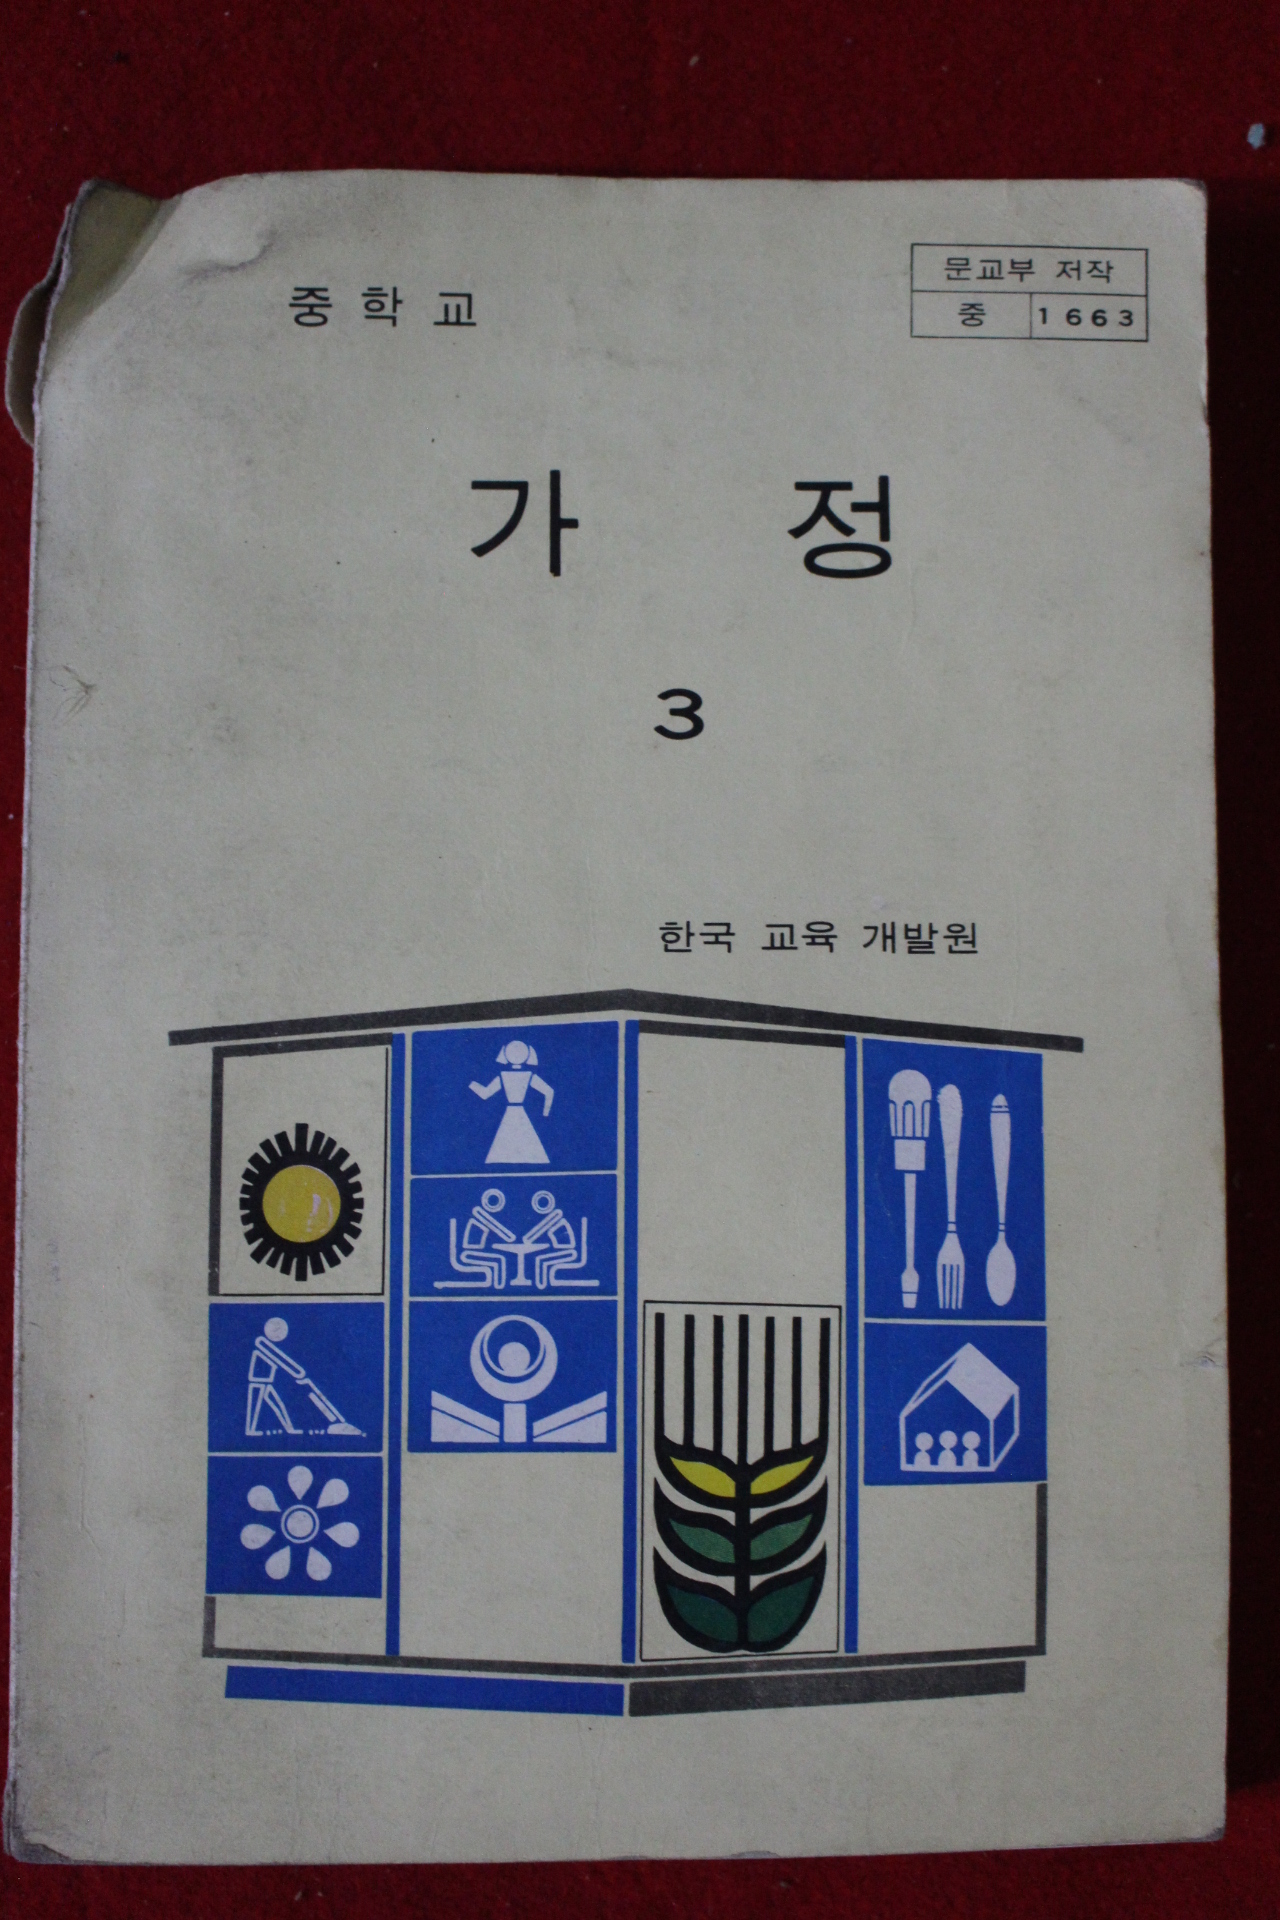 중학교
문교부 저작
중 1663
가정
3
한국 교육 개발원